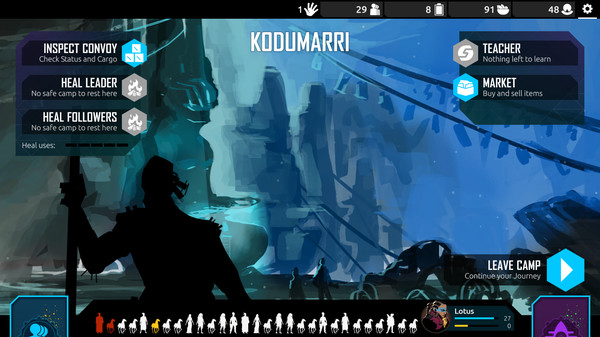 1
29
8
91
48
KODUMARRI
INSPECT CONVOY
Check Status and Cargo
HEAL LEADER
No safe camp to rest here
HEAL FOLLOWERS
No safe camp to rest here
Heal uses:
TEACHER
Nothing left to learn
MARKET
Buy and sell items
LEAVE CAMP
Continue your Journey
Lotus
27
0